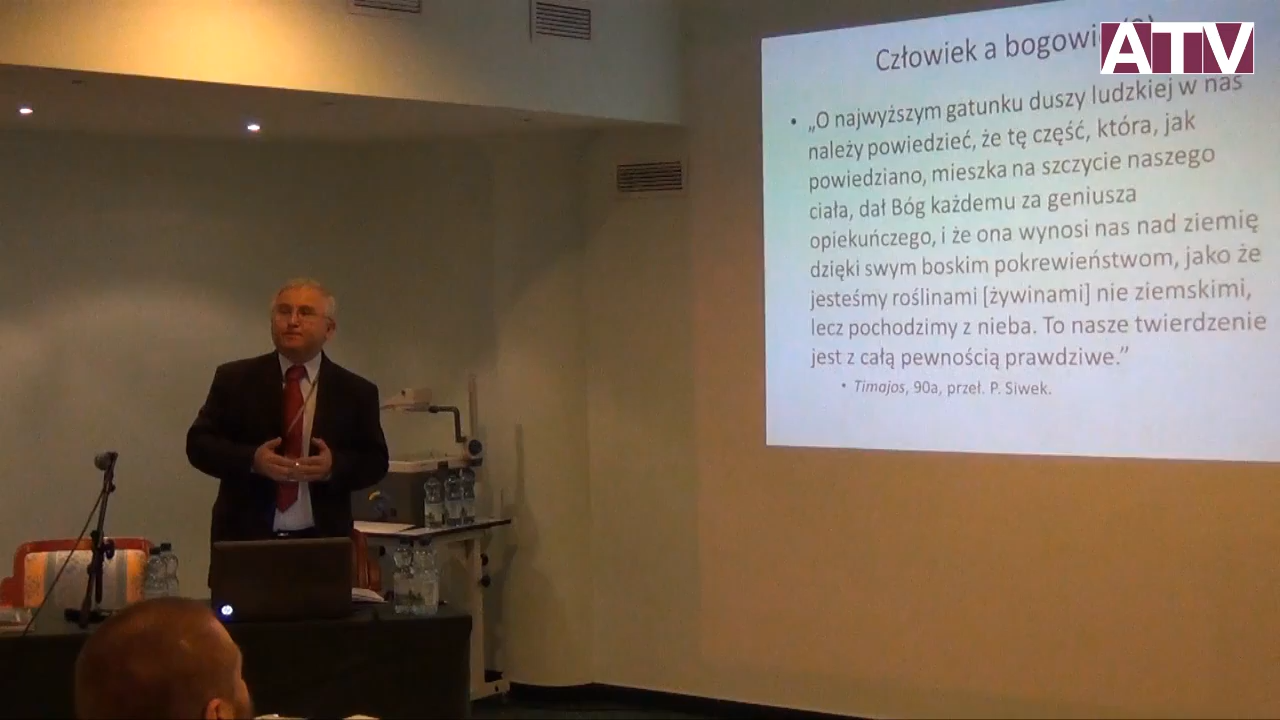 ATV
Człowiek a bogowi
• „O najwyższym gatunku duszy ludzkiej w nas
należy powiedzieć, że tę część, która, jak
powiedziano, mieszka na szczycie naszego
ciała, dał Bóg każdemu za geniusza
opiekuńczego, i że ona wynosi nas nad ziemię
dzięki swym boskim pokrewieństwom, jako że
jesteśmy roślinami [żywinami] nie ziemskimi,
lecz pochodzimy z nieba. To nasze twierdzenie
jest z całą pewnością prawdziwe.”
• Timajos, 90a, przeł. P. Siwek.